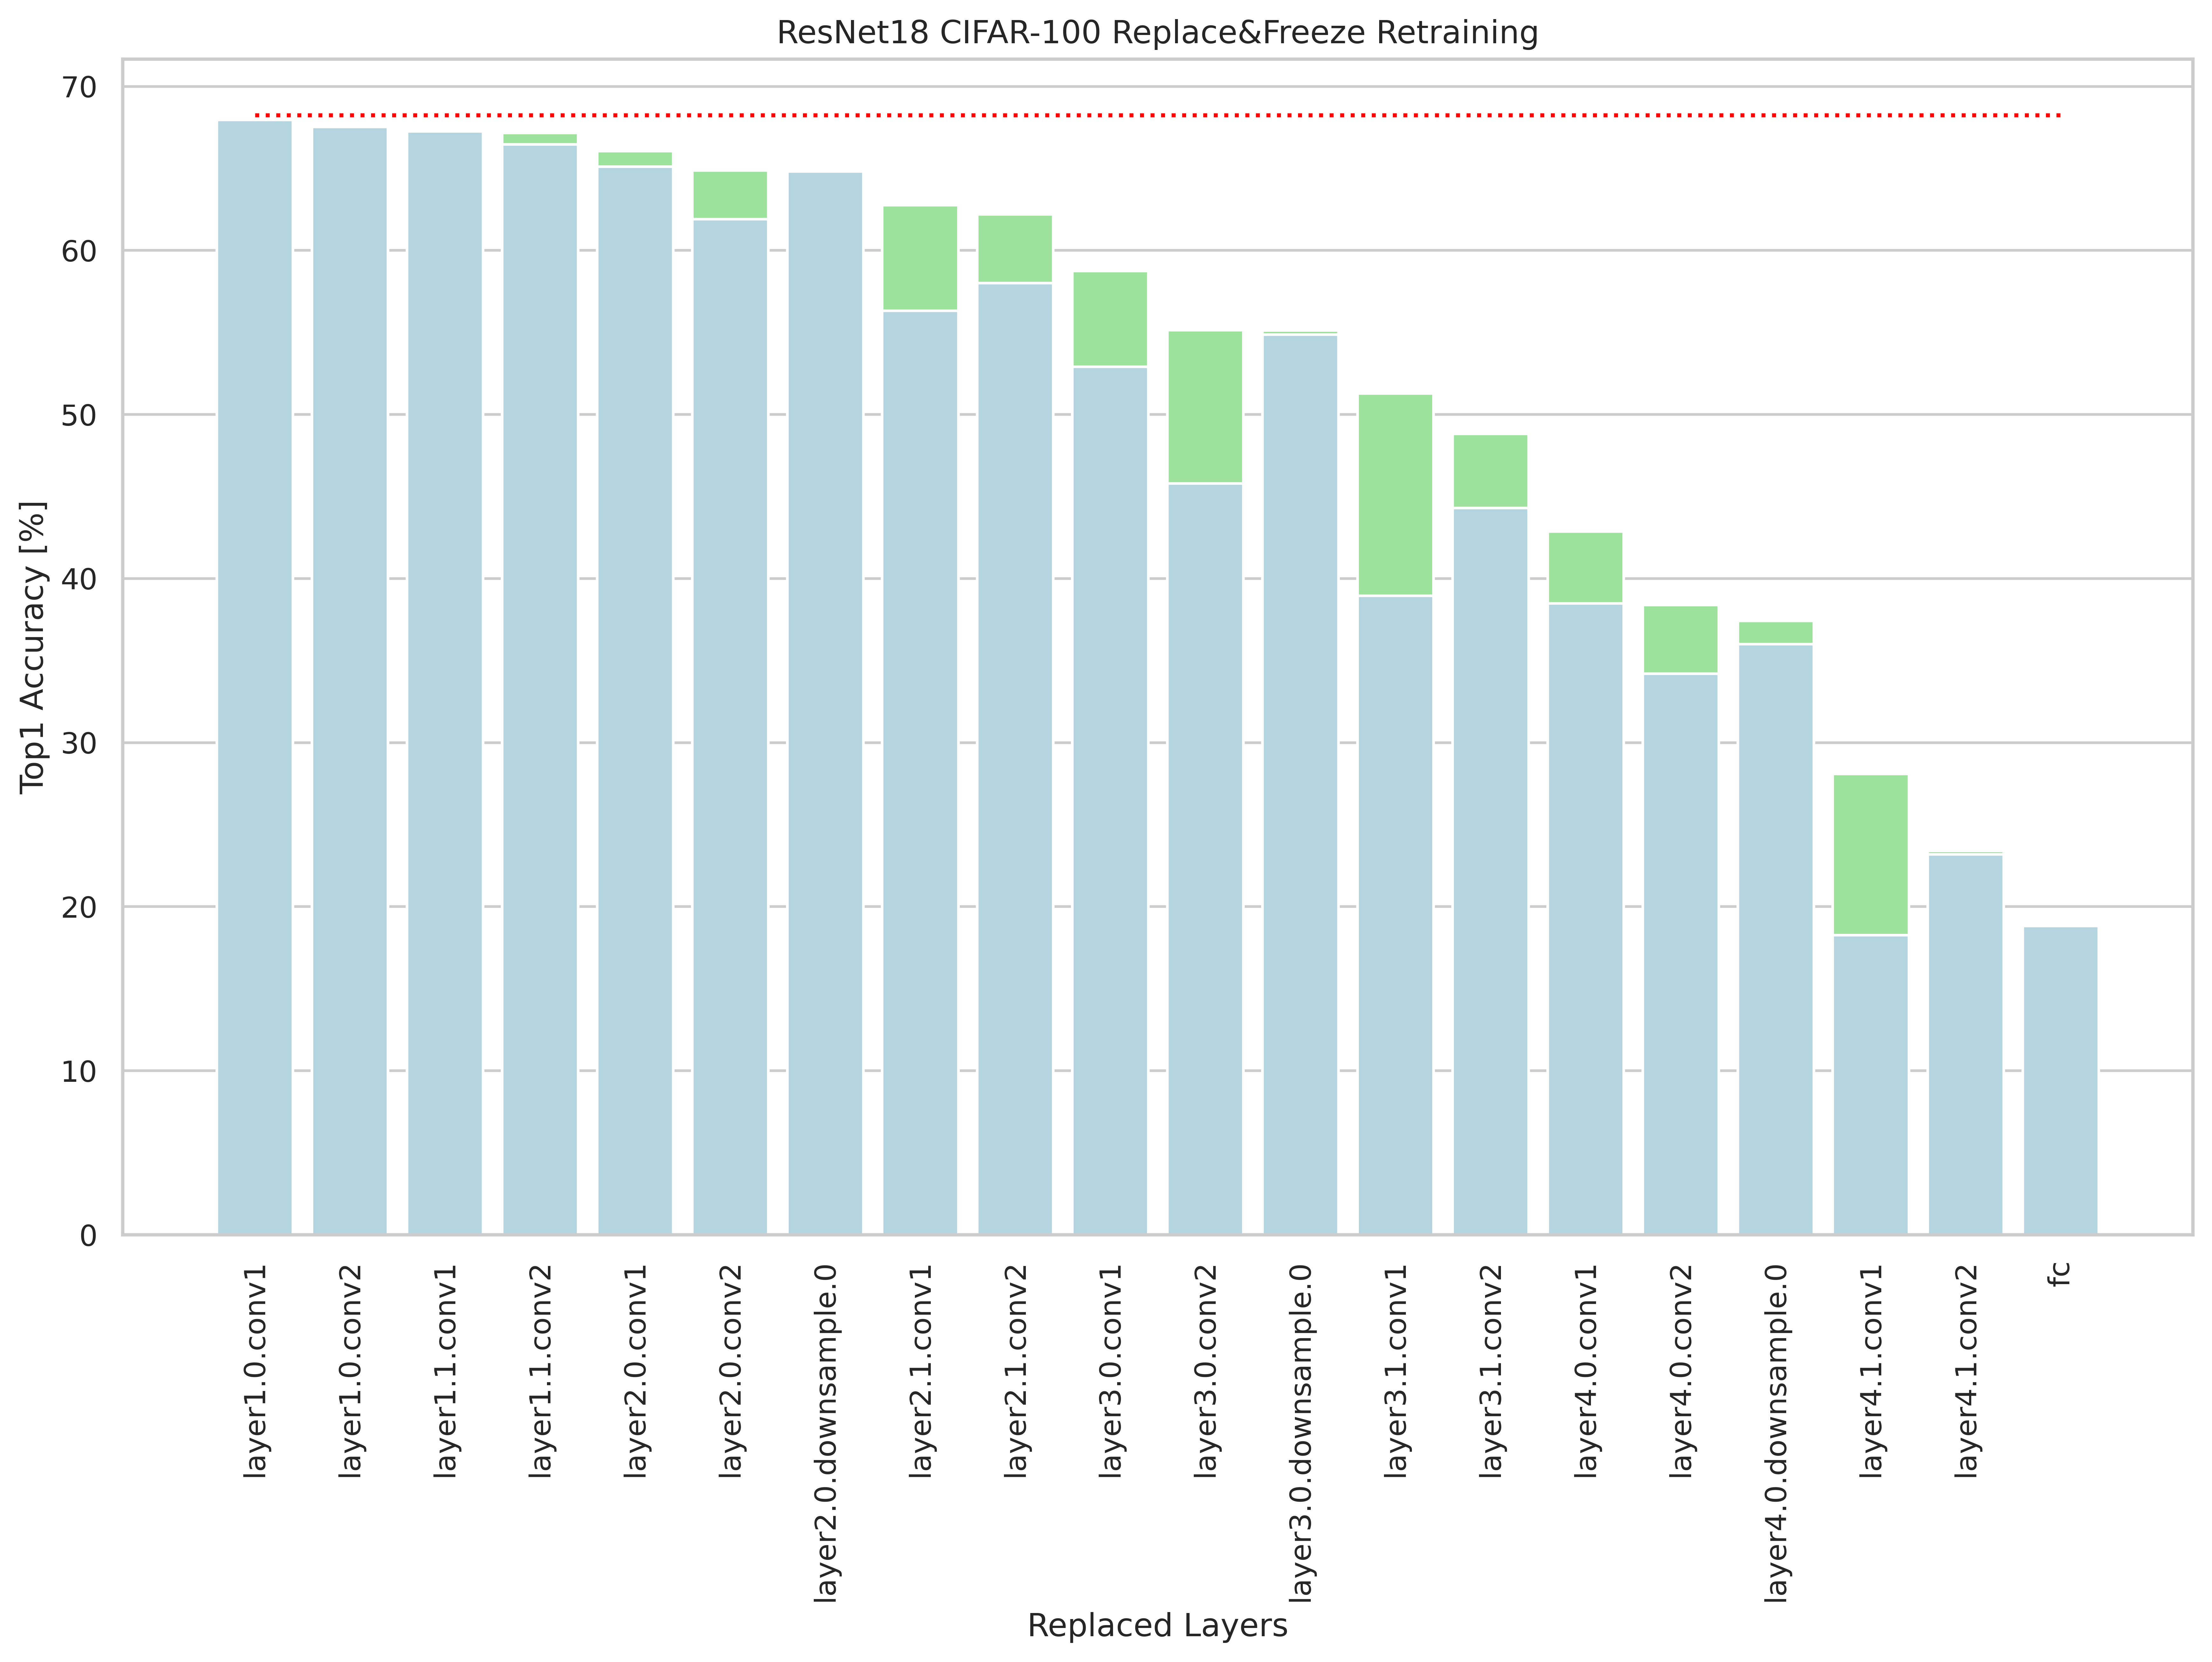 ResNet18 CIFAR-100 Replace&Freeze Retraining
Top1 Accuracy [%]
70
60
50
40
30
20
10
0
layer1.0.conv1
layer1.0.conv2
layer1.1.conv1
layer1.1.conv2
layer2.0.conv1
layer2.0.conv2
layer2.0.downsample.0
layer2.1.conv1
layer2.1.conv2
layer3.0.conv1
layer3.0.conv2
layer3.0.downsample.0
layer3.1.conv1
layer3.1.conv2
layer4.0.conv1
layer4.0.conv2
layer4.0.downsample.0
layer4.1.conv1
layer4.1.conv2
fc
Replaced Layers